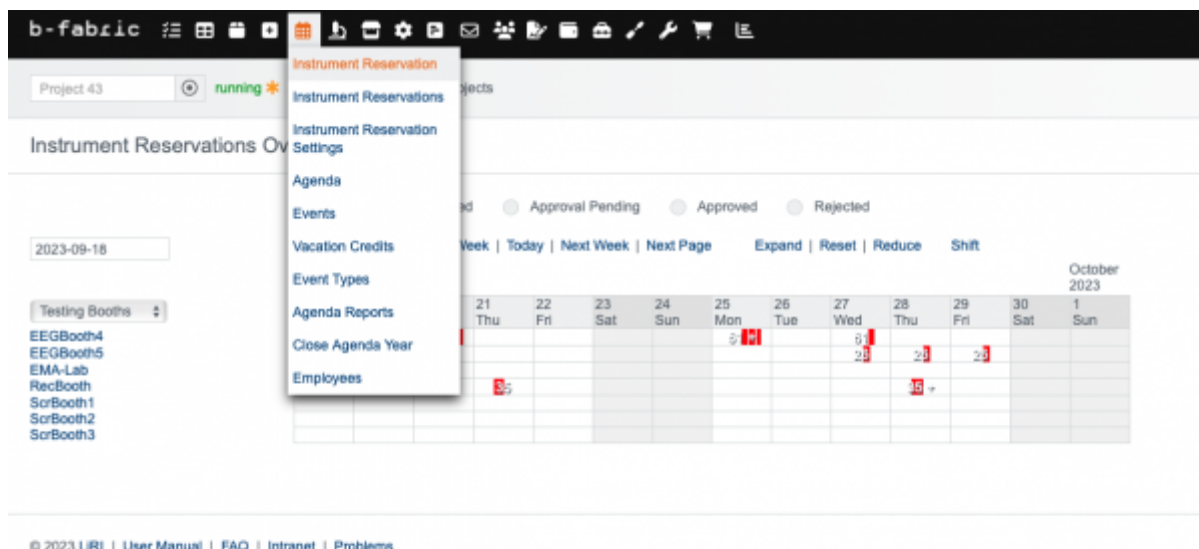 b-fabric
Instrument Reservation
Project 43 running jects
Instrument Reservations
Instrument Reservation
Settings
Instrument Reservations Ov
Agenda
ed Approval Pending Approved Rejected
Events
2023-09-18
Vacation Credits
Week | Today | Next Week | Next Page Expand | Reset | Reduce Shift
October
2023
Event Types
Testing Booths
21 22 23 24 25 26 27 28 29 30 1
Thu Fri Sat Sun Mon Tue Wed Thu Fri Sat Sun
Agenda Reports
EEGBooth4
Close Agenda Year
EEGBooth5
EMA-Lab
Employees
RecBooth
ScrBooth1
ScrBooth2
ScrBooth3
© 2023 | User Manual | FAQ | Intranet | Problems